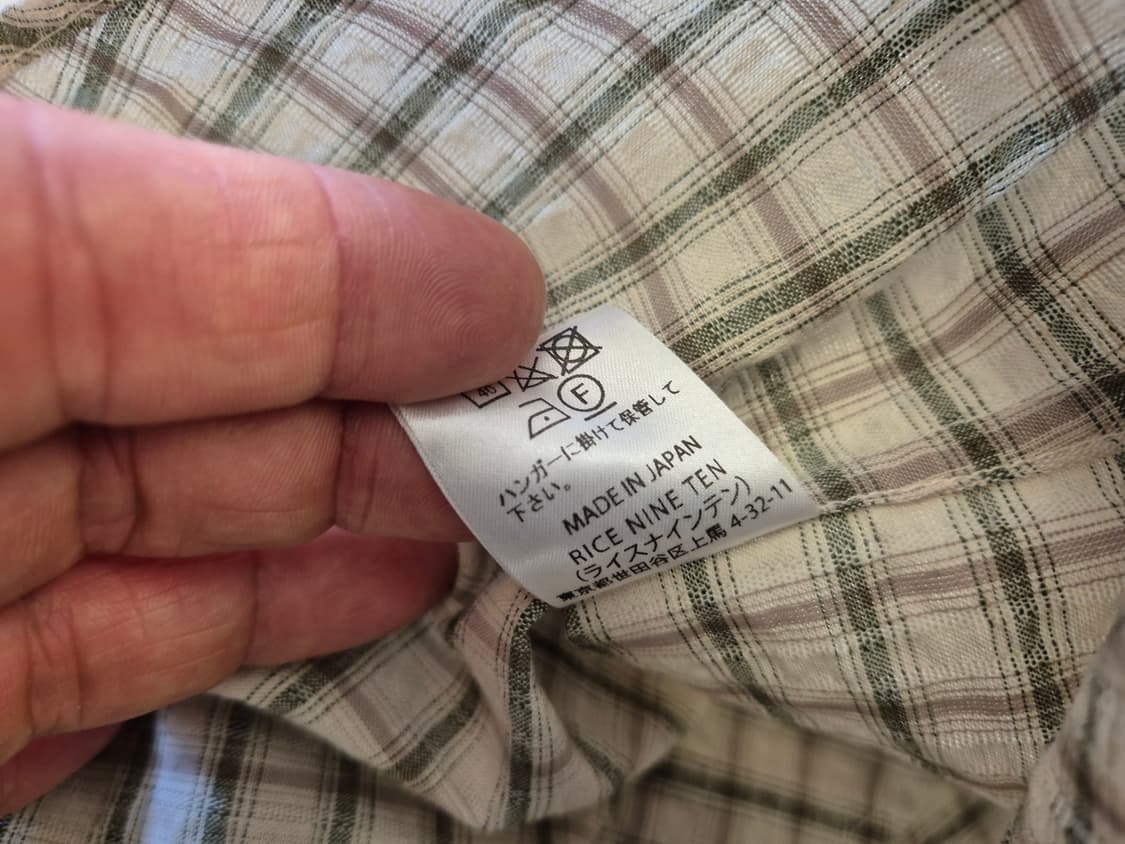 40
F
ハンガーに掛けて保管して
下さい。
MADE IN JAPAN
RICE NINE TEN
(ライスナインテン)
東京都世田谷区上馬 4-32-11